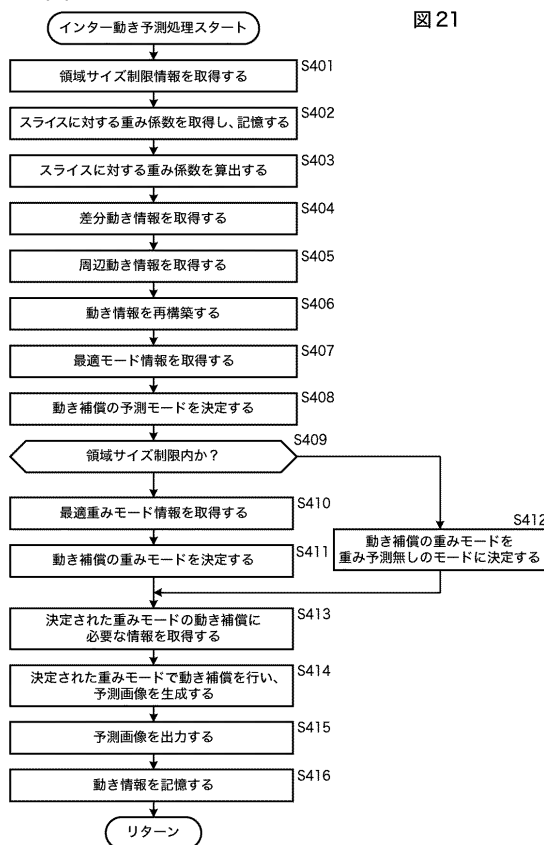 図21
インター動き予測処理スタート
領域サイズ制限情報を取得する
S401
スライスに対する重み係数を取得し、記憶する
S402
スライスに対する重み係数を算出する
S403
差分動き情報を取得する
S404
周辺動き情報を取得する
S405
動き情報を再構築する
S406
最適モード情報を取得する
S407
動き補償の予測モードを決定する
S408
領域サイズ制限内か？
S409
最適重みモード情報を取得する
S410
動き補償の重みモードを決定する
S411
動き補償の重みモードを
重み予測無しのモードに決定する
S412
決定された重みモードの動き補償に
必要な情報を取得する
S413
決定された重みモードで動き補償を行い、
予測画像を生成する
S414
予測画像を出力する
S415
動き情報を記憶する
S416
リターン